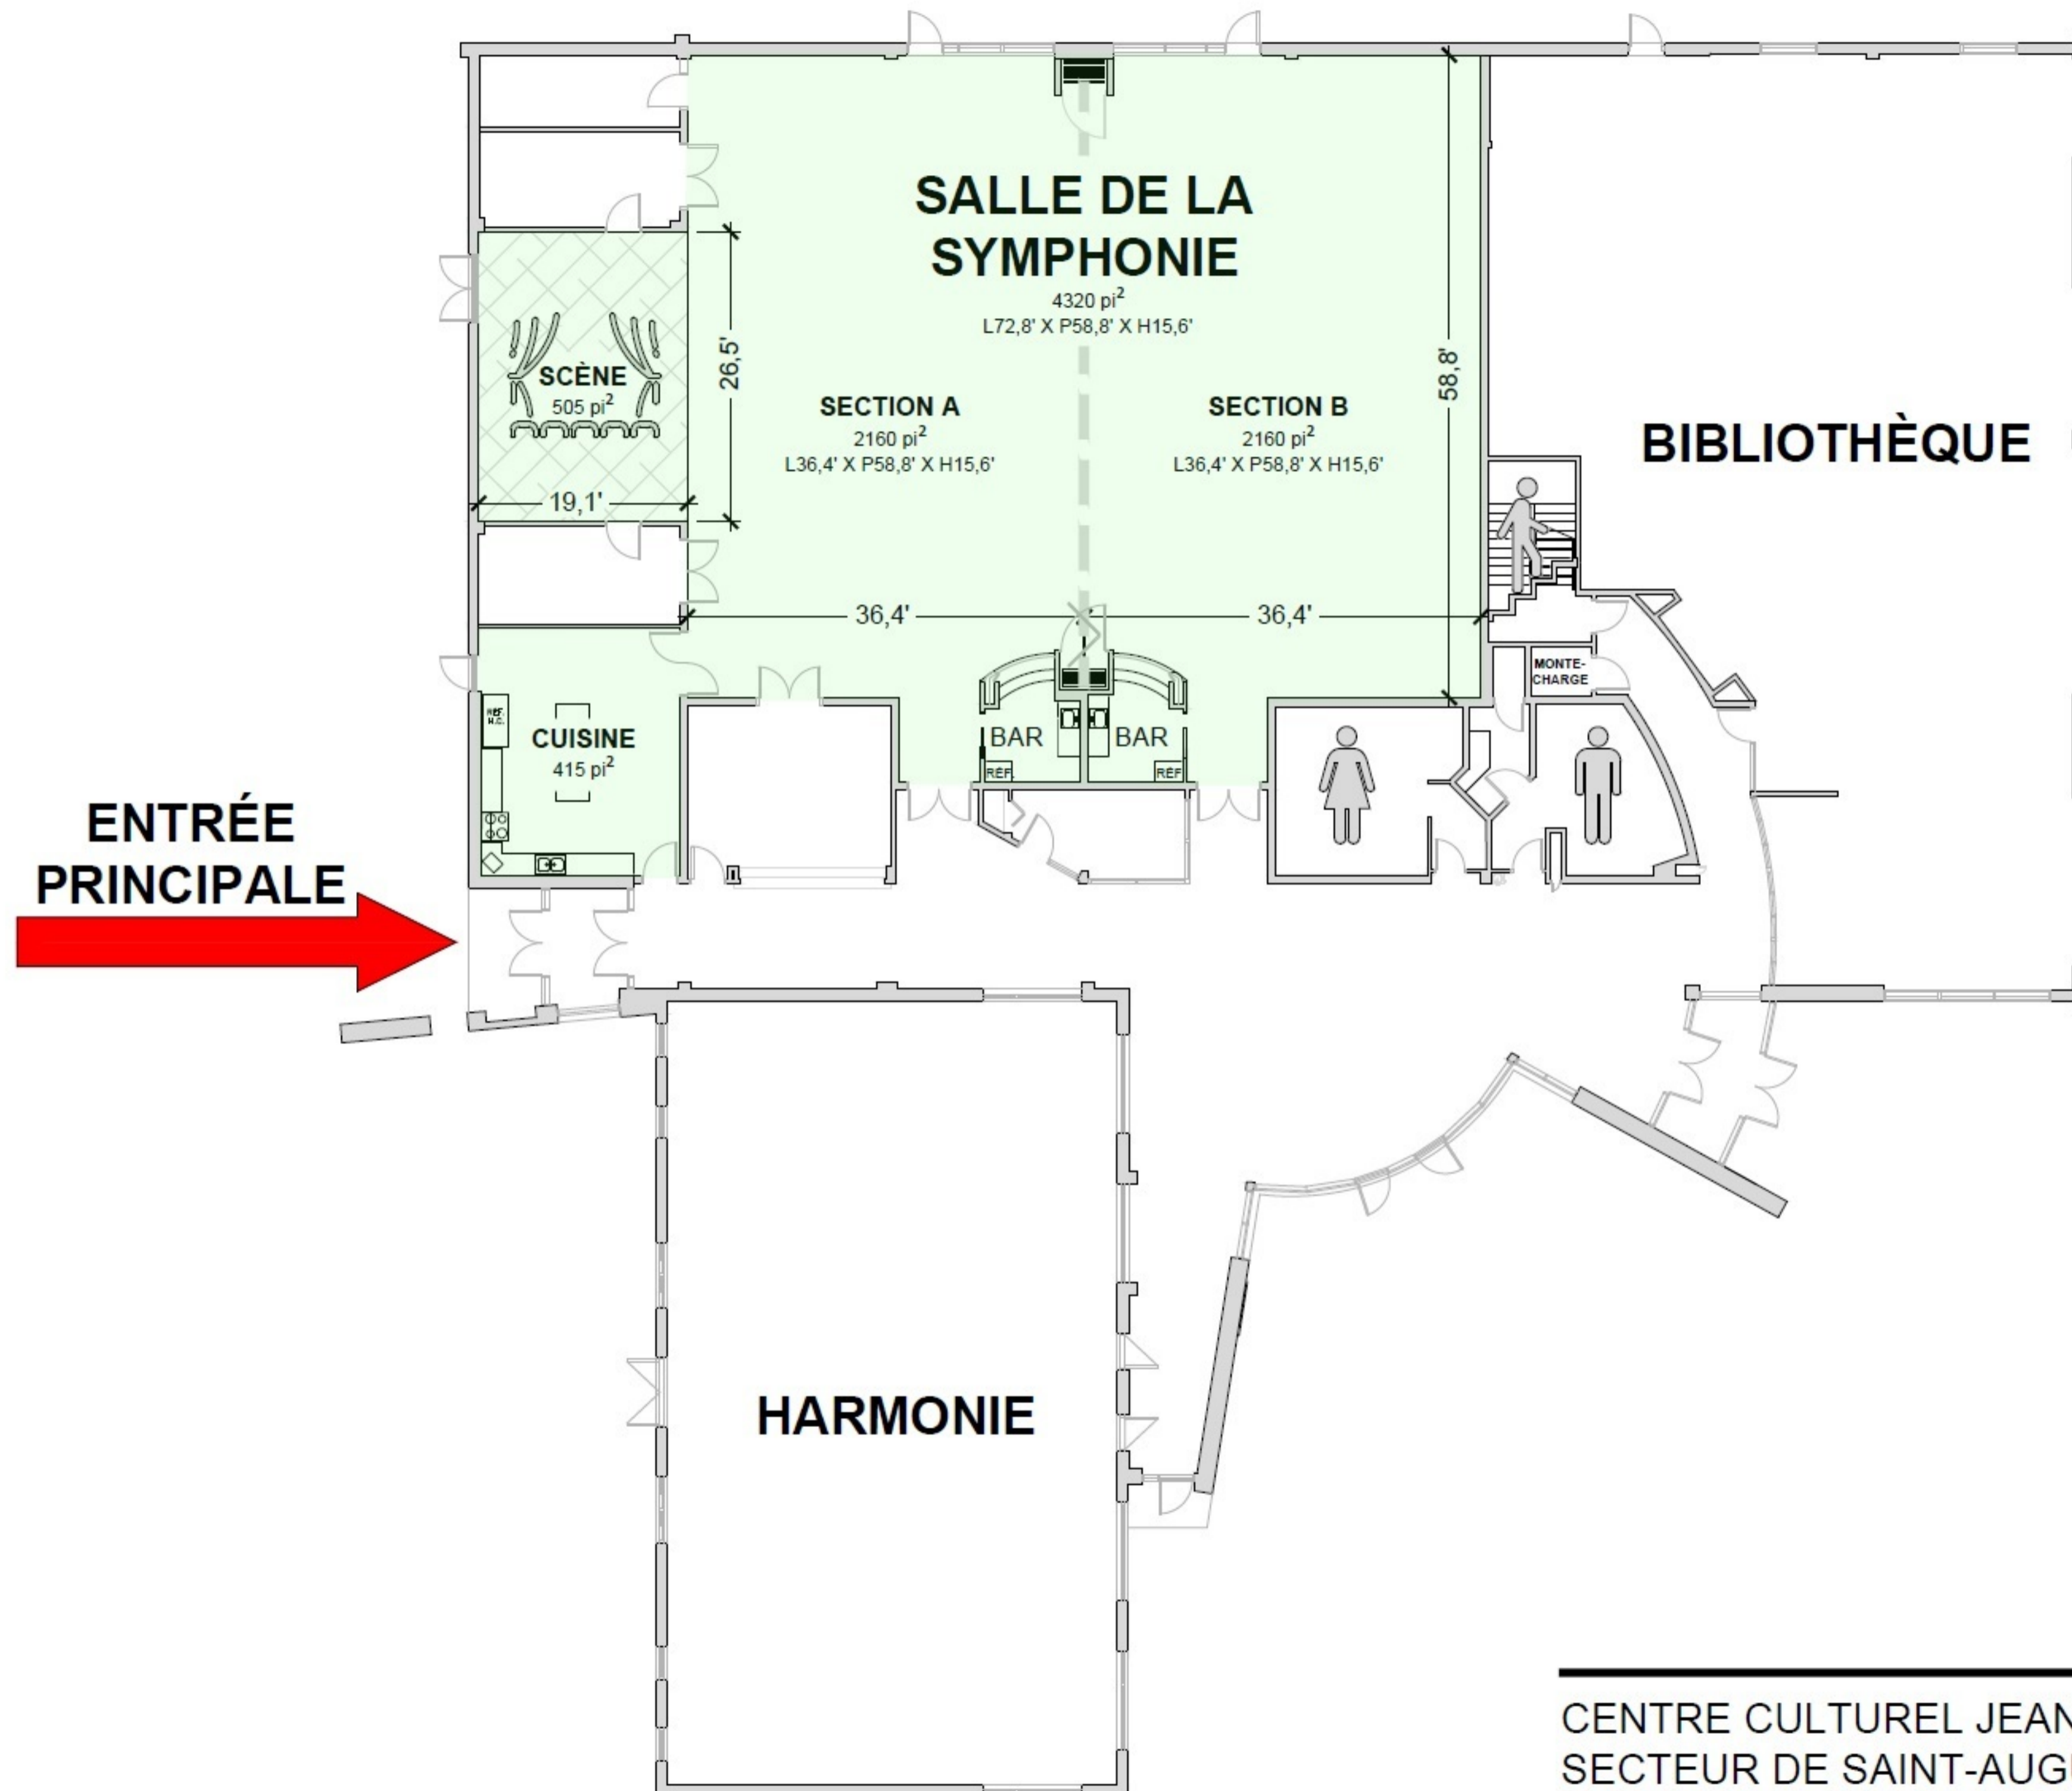 SALLE DE LA
SYMPHONIE
4320 pi²
L72,8' X P58,8' X H15,6'
26,5'
58,8'
SCÈNE
505 pi²
19,1'
SECTION A
2160 pi²
L36,4' X P58,8' X H15,6'
SECTION B
2160 pi²
L36,4' X P58,8' X H15,6'
BIBLIOTHÈQUE
36,4'
36,4'
MONTE-
CHARGE
RÉF.
H.C.
CUISINE
415 pi²
BAR
BAR
RÉF.
RÉF
ENTRÉE
PRINCIPALE
HARMONIE
CENTRE CULTUREL JEAN
SECTEUR DE SAINT-AUG